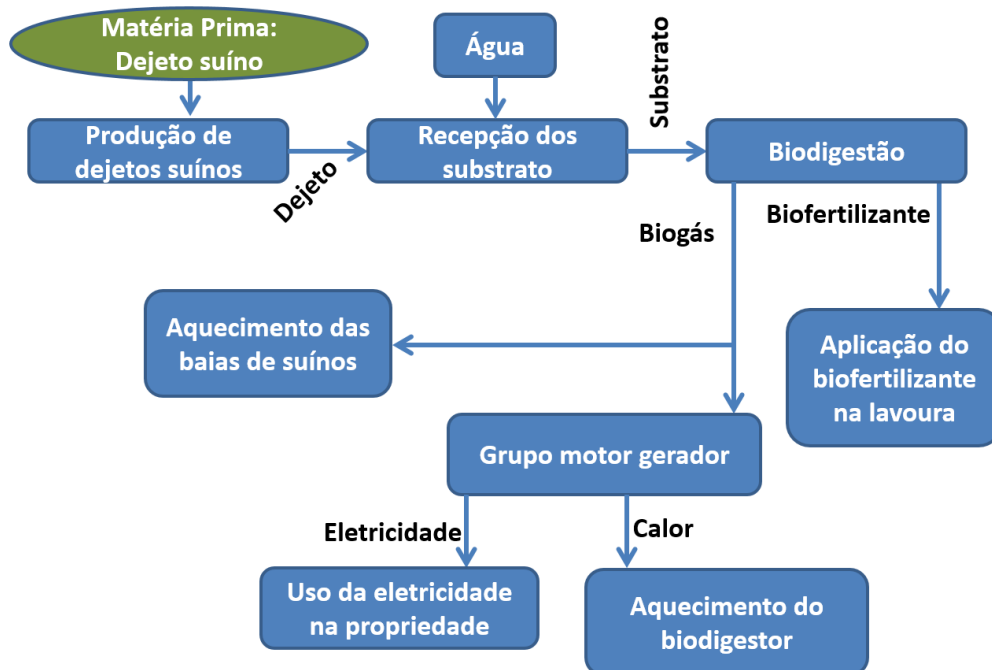 Matéria Prima:
Dejeto suíno
Água
Substrato
Produção de
dejetos suínos
Dejeto
Recepção dos
substrato
Biodigestão
Biogás
Biofertilizante
Aquecimento das
baias de suínos
Aplicação do
biofertilizante
na lavoura
Grupo motor gerador
Eletricidade
Calor
Uso da eletricidade
na propriedade
Aquecimento do
biodigestor